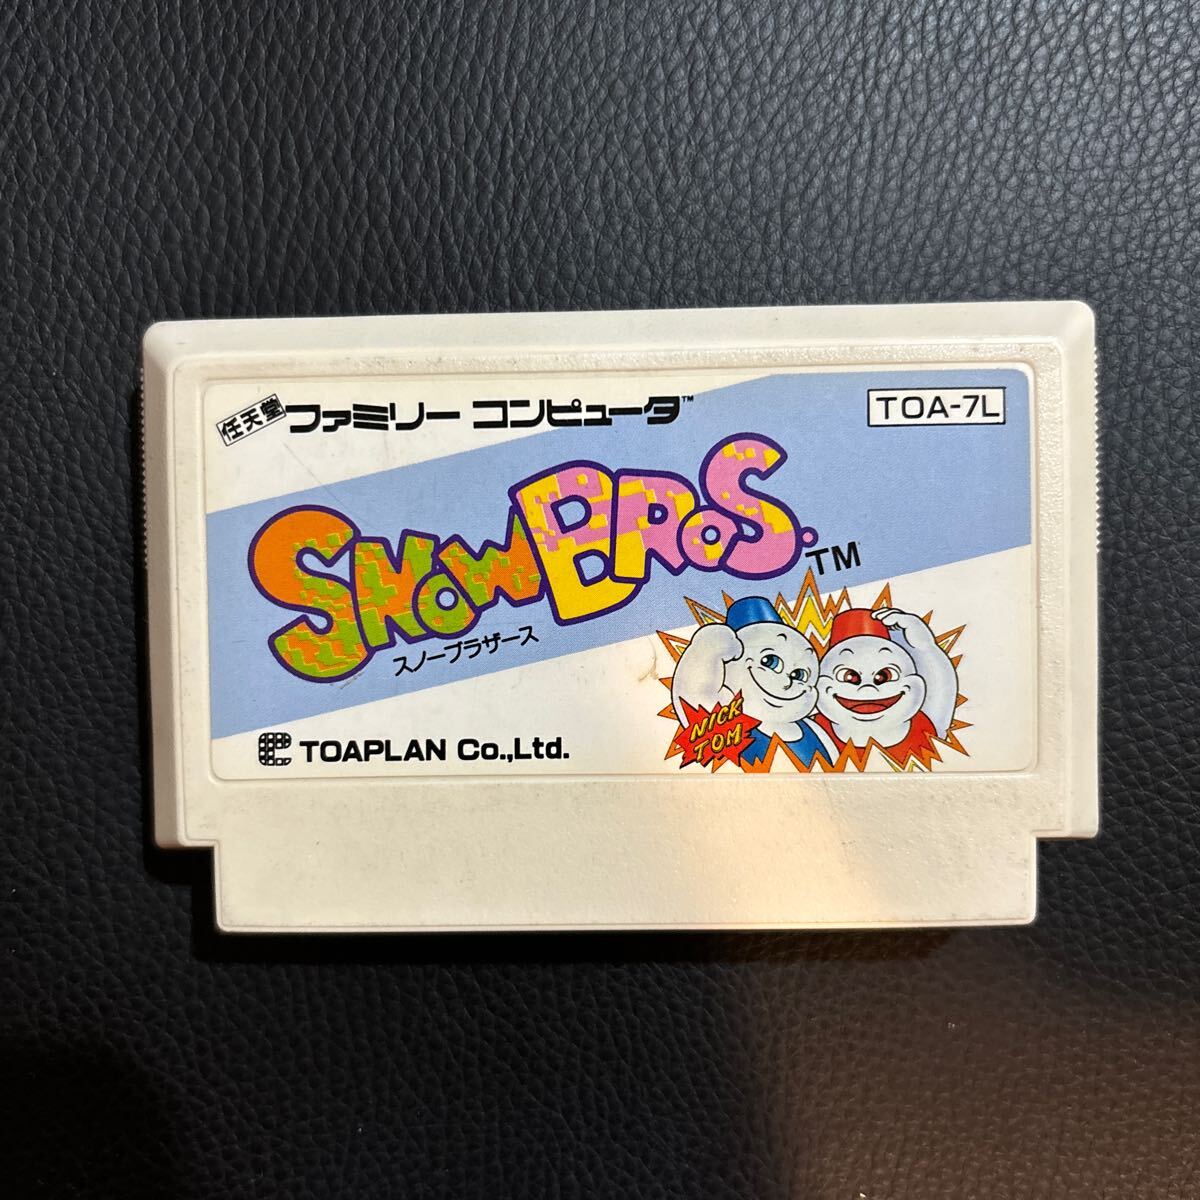 任天堂 ファミリー コンピュータ™
TOA-7L
SNOW BROS.™
スノーブラザース
NICK
TOM
TOAPLAN Co.,Ltd.